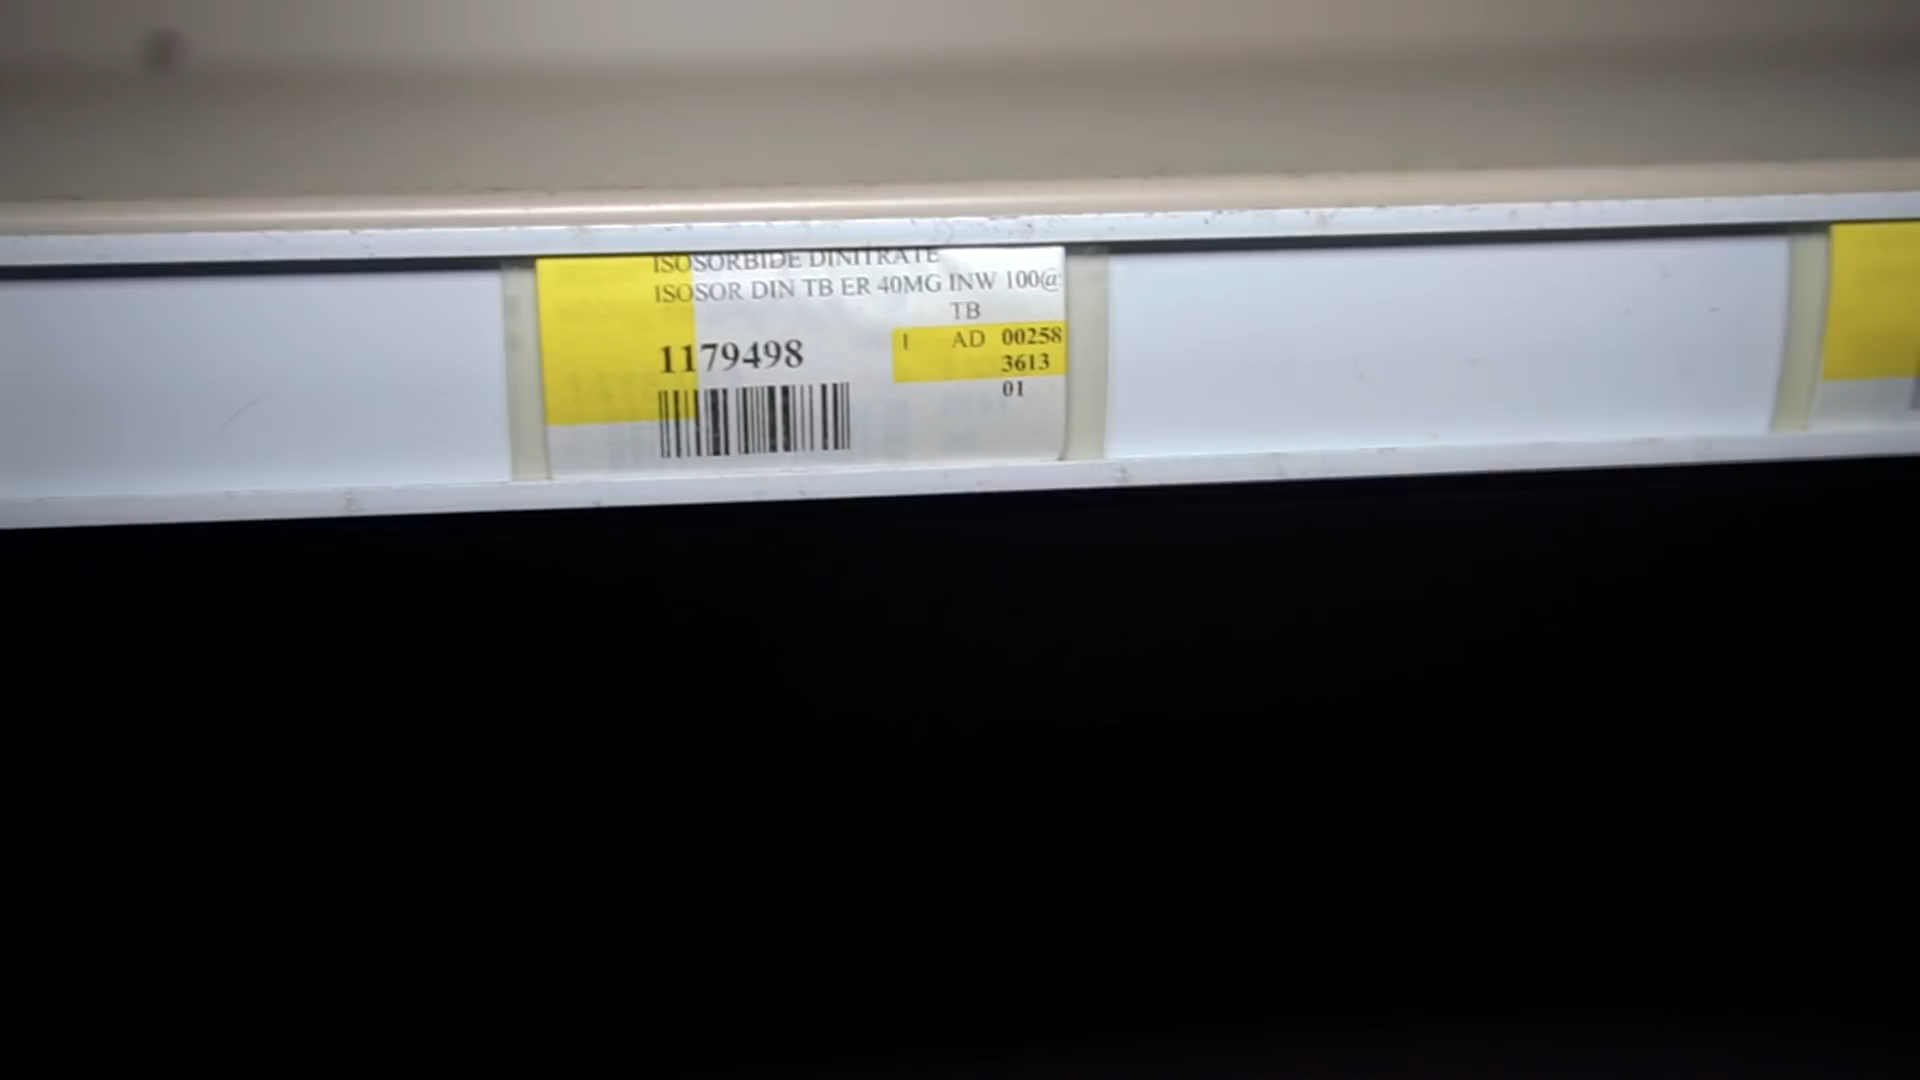 ISOSORBIDE DINITRATE
ISOSOR DIN TB ER 40MG INW 100@
TB
1179498
I AD 00258
3613
01